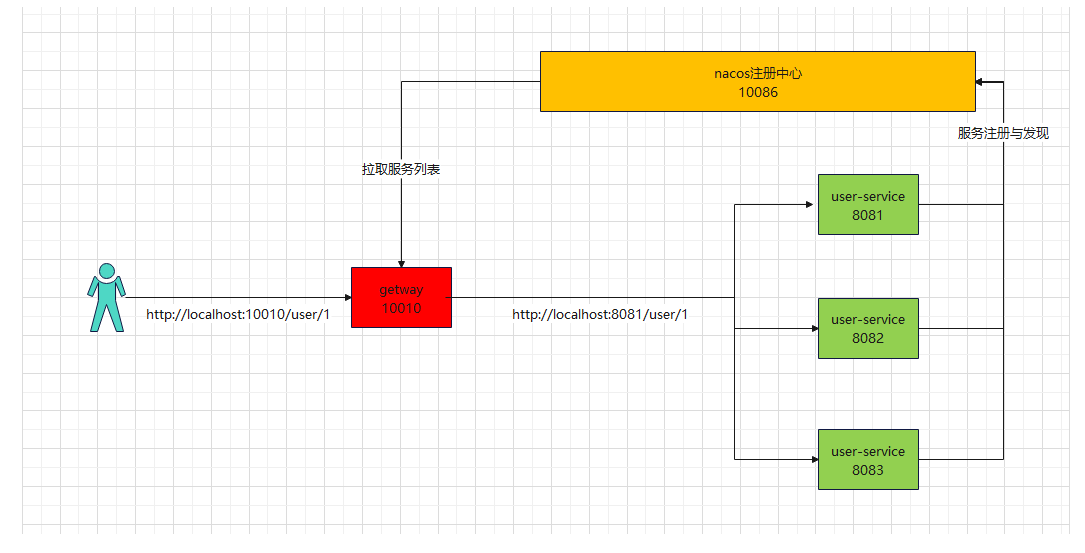 nacos注册中心
10086
服务注册与发现
拉取服务列表
user-service
8081
getway
10010
http://localhost:10010/user/1
http://localhost:8081/user/1
user-service
8082
user-service
8083